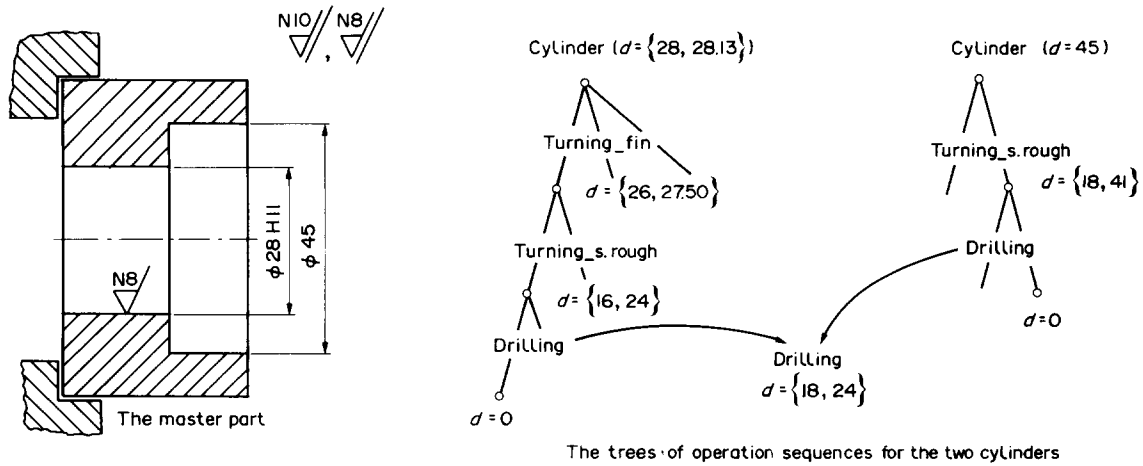 N10 N8
,
N8
φ28 H11
φ45
The master part
Cylinder (d={28, 28.13})
Turning_fin
d={26, 27.50}
Turning_s.rough
d={16, 24}
Drilling
d=0
Cylinder (d=45)
Turning_s.rough
d={18, 41}
Drilling
d=0
Drilling
d={18, 24}
The trees of operation sequences for the two cylinders